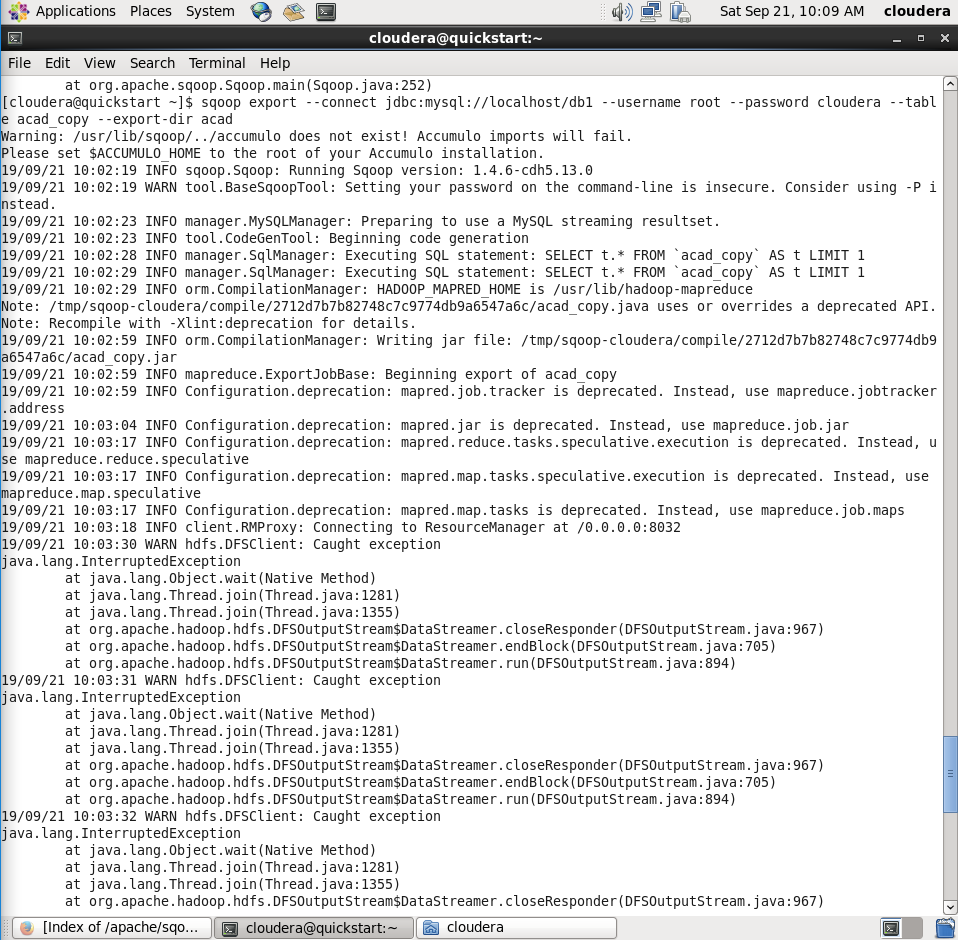 Applications Places System Sat Sep 21, 10:09 AM cloudera
cloudera@quickstart:~
File Edit View Search Terminal Help
at org.apache.sqoop.Sqoop.main(Sqoop.java:252)
[cloudera@quickstart ~]$ sqoop export --connect jdbc:mysql://localhost/db1 --username root --password cloudera --tabl
e acad_copy --export-dir acad
Warning: /usr/lib/sqoop/../accumulo does not exist! Accumulo imports will fail.
Please set $ACCUMULO_HOME to the root of your Accumulo installation.
19/09/21 10:02:19 INFO sqoop.Sqoop: Running Sqoop version: 1.4.6-cdh5.13.0
19/09/21 10:02:19 WARN tool.BaseSqoopTool: Setting your password on the command-line is insecure. Consider using -P i
nstead.
19/09/21 10:02:23 INFO manager.MySQLManager: Preparing to use a MySQL streaming resultset.
19/09/21 10:02:23 INFO tool.CodeGenTool: Beginning code generation
19/09/21 10:02:28 INFO manager.SqlManager: Executing SQL statement: SELECT t.* FROM `acad_copy` AS t LIMIT 1
19/09/21 10:02:29 INFO manager.SqlManager: Executing SQL statement: SELECT t.* FROM `acad_copy` AS t LIMIT 1
19/09/21 10:02:29 INFO orm.CompilationManager: HADOOP_MAPRED_HOME is /usr/lib/hadoop-mapreduce
Note: /tmp/sqoop-cloudera/compile/2712d7b7b82748c7c9774db9a6547a6c/acad_copy.java uses or overrides a deprecated API.
Note: Recompile with -Xlint:deprecation for details.
19/09/21 10:02:59 INFO orm.CompilationManager: Writing jar file: /tmp/sqoop-cloudera/compile/2712d7b7b82748c7c9774db9
a6547a6c/acad_copy.jar
19/09/21 10:02:59 INFO mapreduce.ExportJobBase: Beginning export of acad_copy
19/09/21 10:02:59 INFO Configuration.deprecation: mapred.job.tracker is deprecated. Instead, use mapreduce.jobtracker
.address
19/09/21 10:03:04 INFO Configuration.deprecation: mapred.jar is deprecated. Instead, use mapreduce.job.jar
19/09/21 10:03:17 INFO Configuration.deprecation: mapred.reduce.tasks.speculative.execution is deprecated. Instead, u
se mapreduce.reduce.speculative
19/09/21 10:03:17 INFO Configuration.deprecation: mapred.map.tasks.speculative.execution is deprecated. Instead, use
mapreduce.map.speculative
19/09/21 10:03:17 INFO Configuration.deprecation: mapred.map.tasks is deprecated. Instead, use mapreduce.job.maps
19/09/21 10:03:18 INFO client.RMProxy: Connecting to ResourceManager at /0.0.0.0:8032
19/09/21 10:03:30 WARN hdfs.DFSClient: Caught exception
java.lang.InterruptedException
at java.lang.Object.wait(Native Method)
at java.lang.Thread.join(Thread.java:1281)
at java.lang.Thread.join(Thread.java:1355)
at org.apache.hadoop.hdfs.DFSOutputStream$DataStreamer.closeResponder(DFSOutputStream.java:967)
at org.apache.hadoop.hdfs.DFSOutputStream$DataStreamer.endBlock(DFSOutputStream.java:705)
at org.apache.hadoop.hdfs.DFSOutputStream$DataStreamer.run(DFSOutputStream.java:894)
19/09/21 10:03:31 WARN hdfs.DFSClient: Caught exception
java.lang.InterruptedException
at java.lang.Object.wait(Native Method)
at java.lang.Thread.join(Thread.java:1281)
at java.lang.Thread.join(Thread.java:1355)
at org.apache.hadoop.hdfs.DFSOutputStream$DataStreamer.closeResponder(DFSOutputStream.java:967)
at org.apache.hadoop.hdfs.DFSOutputStream$DataStreamer.endBlock(DFSOutputStream.java:705)
at org.apache.hadoop.hdfs.DFSOutputStream$DataStreamer.run(DFSOutputStream.java:894)
19/09/21 10:03:32 WARN hdfs.DFSClient: Caught exception
java.lang.InterruptedException
at java.lang.Object.wait(Native Method)
at java.lang.Thread.join(Thread.java:1281)
at java.lang.Thread.join(Thread.java:1355)
at org.apache.hadoop.hdfs.DFSOutputStream$DataStreamer.closeResponder(DFSOutputStream.java:967)
[Index of /apache/sqo... cloudera@quickstart:~ cloudera